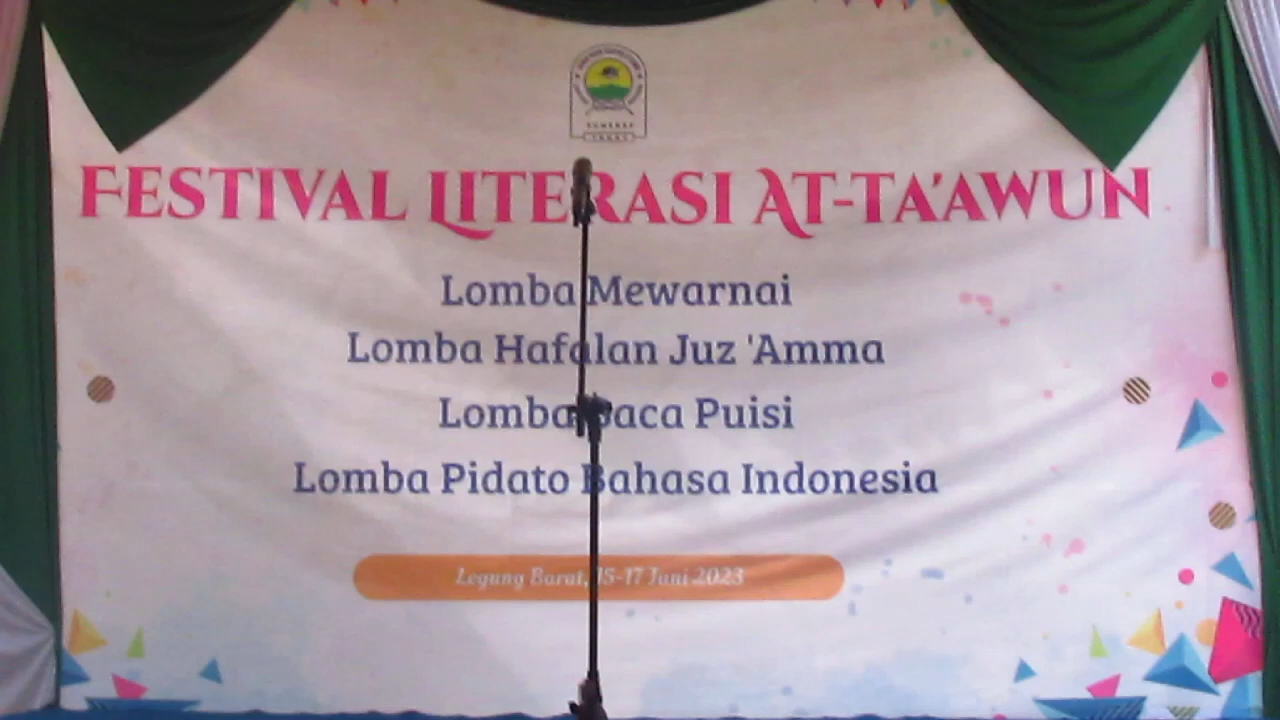 SUMENEP
FESTIVAL LITERASI AT-TA'AWUN
Lomba Mewarnai
Lomba Hafalan Juz 'Amma
Lomba Baca Puisi
Lomba Pidato Bahasa Indonesia
Legung Barat, 15-17 Juni 2023